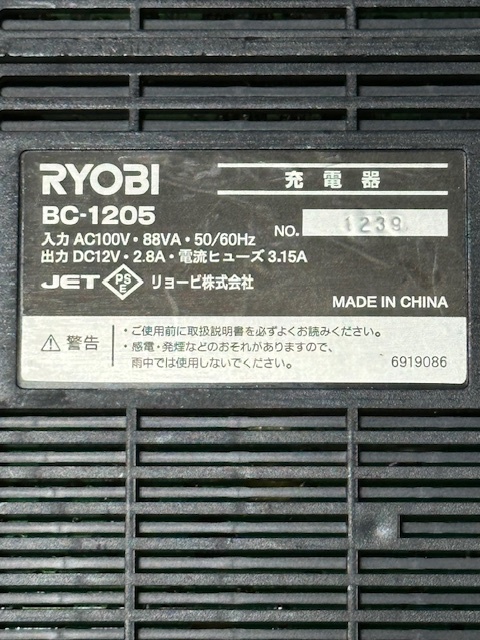 RYOBI 充電器
BC-1205
NO. 1239
入力 AC100V・88VA・50/60Hz
出力 DC12V・2.8A・電流ヒューズ 3.15A
JET PSE リョービ株式会社
MADE IN CHINA
⚠ 警告
・ご使用前に取扱説明書を必ずよくお読みください。
・感電・発煙などのおそれがありますので、
雨中では使用しないでください。
6919086